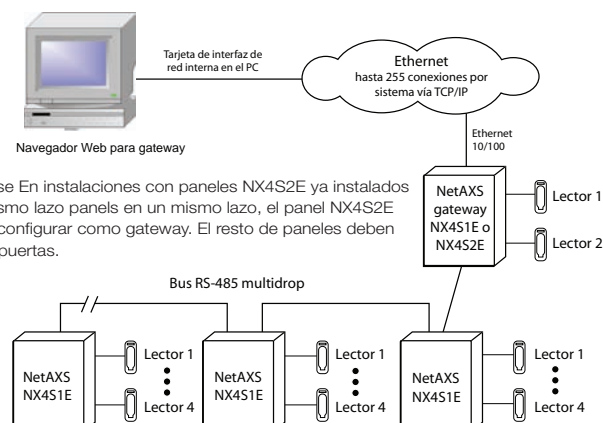 Tarjeta de interfaz de
red interna en el PC
Ethernet
hasta 255 conexiones por
sistema vía TCP/IP
Navegador Web para gateway
Ethernet
10/100
se En instalaciones con paneles NX4S2E ya instalados
smo lazo panels en un mismo lazo, el panel NX4S2E
configurar como gateway. El resto de paneles deben
puertas.
NetAXS
gateway
NX4S1E o
NX4S2E
Lector 1
Lector 2
Bus RS-485 multidrop
NetAXS
NX4S1E
Lector 1
Lector 4
NetAXS
NX4S1E
Lector 1
Lector 4
NetAXS
NX4S1E
Lector 1
Lector 4